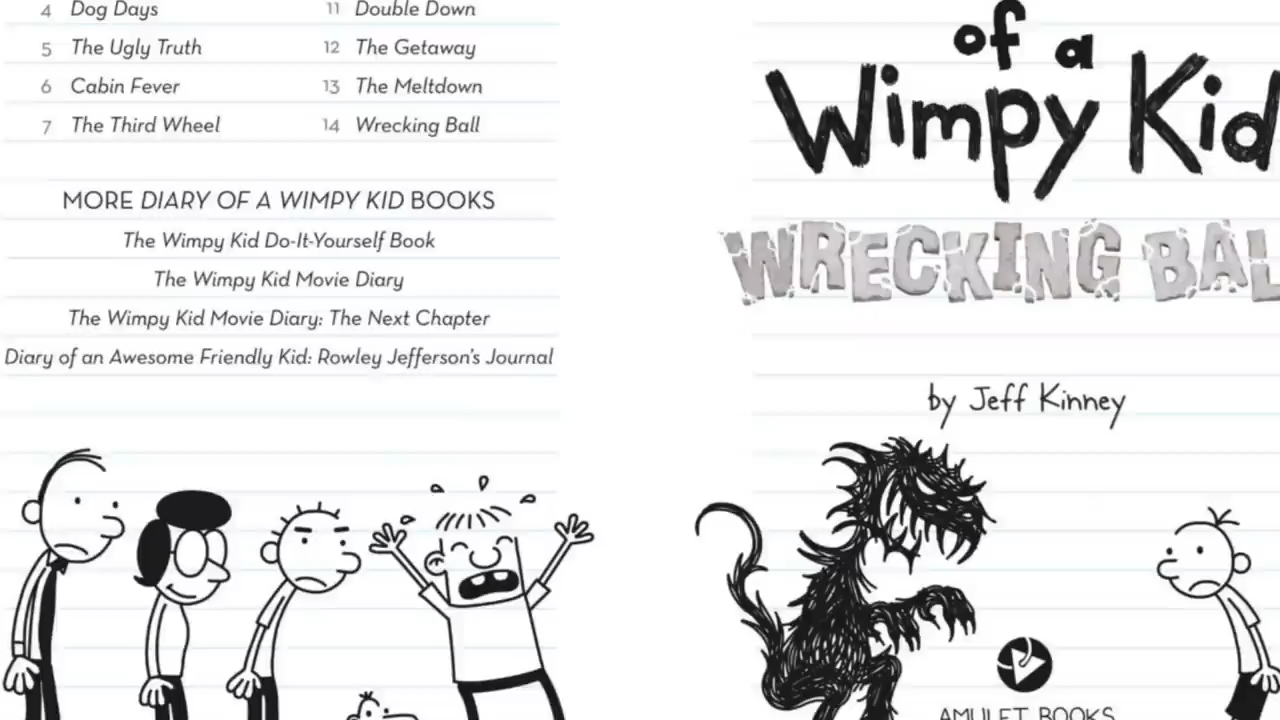 4 Dog Days
5 The Ugly Truth
6 Cabin Fever
7 The Third Wheel
11 Double Down
12 The Getaway
13 The Meltdown
14 Wrecking Ball
MORE DIARY OF A WIMPY KID BOOKS
The Wimpy Kid Do-It-Yourself Book
The Wimpy Kid Movie Diary
The Wimpy Kid Movie Diary: The Next Chapter
Diary of an Awesome Friendly Kid: Rowley Jefferson's Journal
of a
Wimpy Kid
WRECKING BAL
by Jeff Kinney
AMULET BOOKS